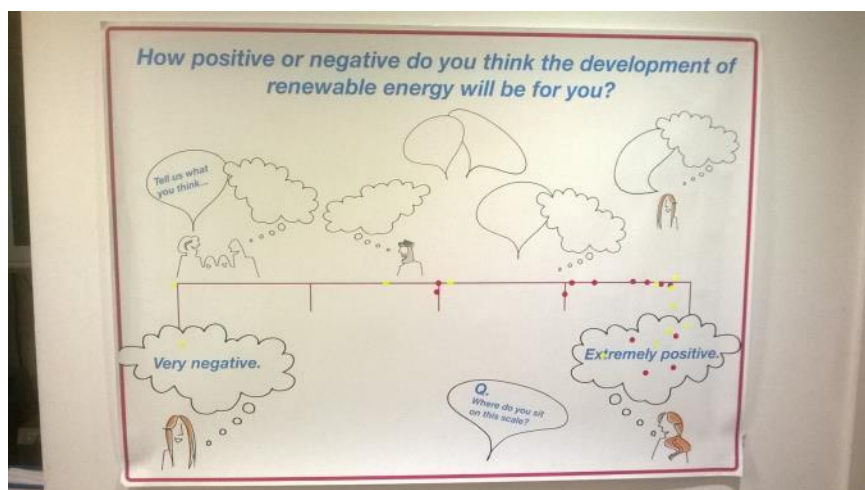 How positive or negative do you think the development of
renewable energy will be for you?
Tell us what
you think...
Very negative.
Extremely positive.
Q.
Where do you sit
on this scale?